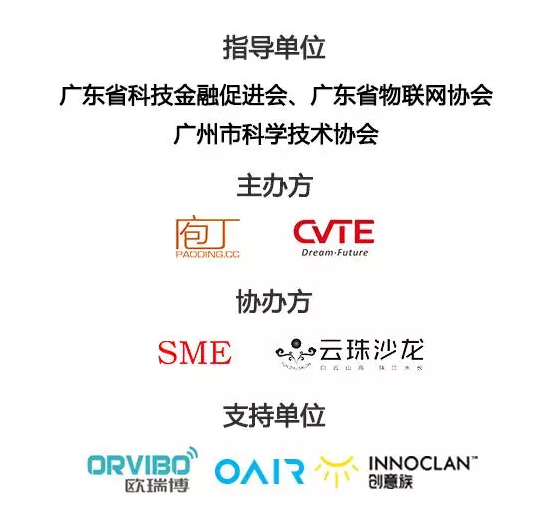 指导单位
广东省科技金融促进会、广东省物联网协会
广州市科学技术协会
主办方
庖丁
PAODING.CC
CVTE
Dream·Future
协办方
SME
云珠沙龙
白云山高 珠江水长
支持单位
ORVIBO
欧瑞博
OAIR
INNOCLAN™
创意族